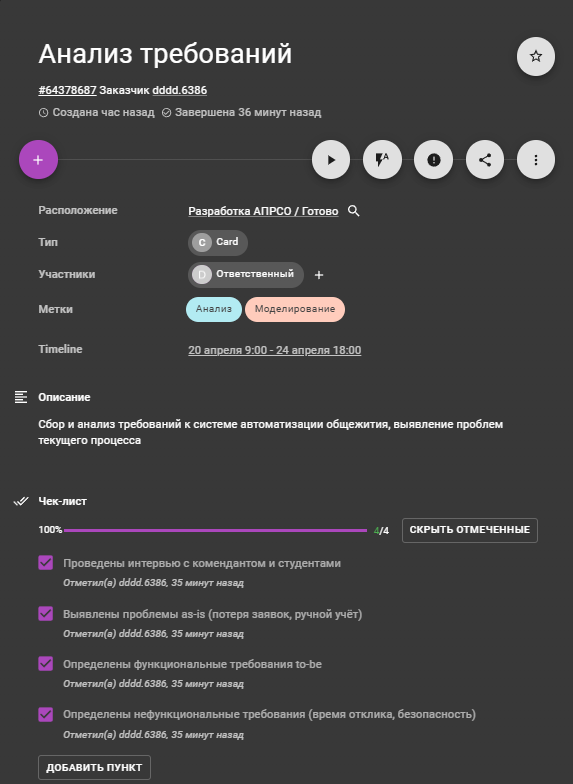 Анализ требований
#64378687 Заказчик dddd.6386
Создана час назад Завершена 36 минут назад
Расположение Разработка АПРСО / Готово
Тип C Card
Участники D Ответственный +
Метки Анализ Моделирование
Timeline 20 апреля 9:00 - 24 апреля 18:00
Описание
Сбор и анализ требований к системе автоматизации общежития, выявление проблем
текущего процесса
Чек-лист
100% 4/4 СКРЫТЬ ОТМЕЧЕННЫЕ
Проведены интервью с комендантом и студентами
Отметил(а) dddd.6386, 35 минут назад
Выявлены проблемы as-is (потеря заявок, ручной учёт)
Отметил(а) dddd.6386, 35 минут назад
Определены функциональные требования to-be
Отметил(а) dddd.6386, 35 минут назад
Определены нефункциональные требования (время отклика, безопасность)
Отметил(а) dddd.6386, 35 минут назад
ДОБАВИТЬ ПУНКТ